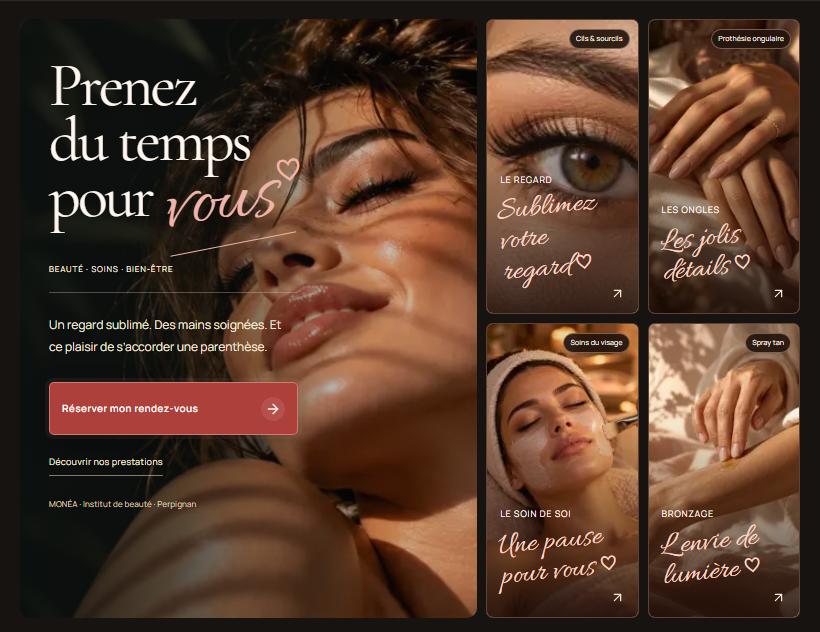 Prenez
du temps
pour vous♡
BEAUTÉ · SOINS · BIEN-ÊTRE
Un regard sublimé. Des mains soignées. Et
ce plaisir de s'accorder une parenthèse.
Réserver mon rendez-vous →
Découvrir nos prestations
MONÉA · Institut de beauté · Perpignan
Cils & sourcils
LE REGARD
Sublimez
votre
regard♡
↗
Prothésie ongulaire
LES ONGLES
Les jolis
détails♡
↗
Soins du visage
LE SOIN DE SOI
Une pause
pour vous♡
↗
Spray tan
BRONZAGE
L'envie de
lumière♡
↗